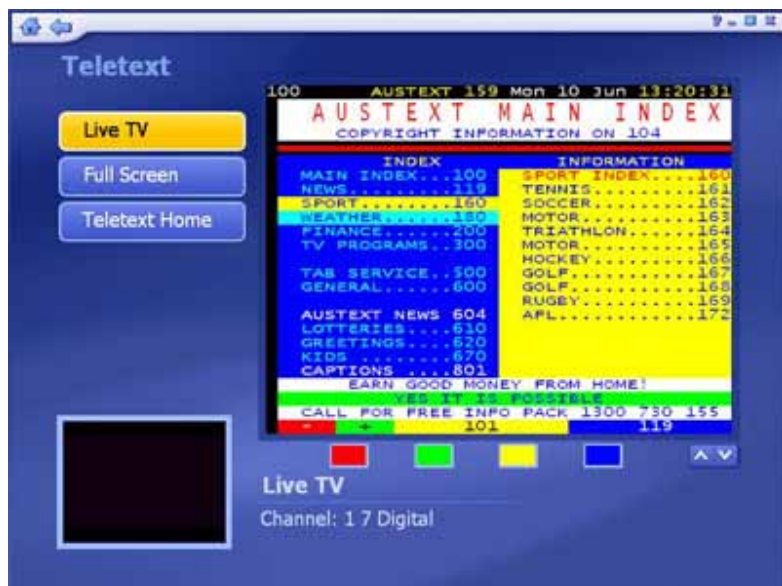 Teletext
Live TV
Full Screen
Teletext Home
100 AUSTEXT 159 Mon 10 Jun 13:20:31
AUSTEXT MAIN INDEX
COPYRIGHT INFORMATION ON 104
INDEX INFORMATION
MAIN INDEX...100 SPORT INDEX....160
NEWS.........119 TENNIS.........161
SPORT........160 SOCCER.........162
WEATHER......180 MOTOR..........163
FINANCE......200 TRIATHLON......164
TV PROGRAMS..300 MOTOR..........165
HOCKEY.........166
TAB SERVICE..500 GOLF...........167
GENERAL......600 GOLF...........168
RUGBY..........169
AUSTEXT NEWS 604 AFL............172
LOTTERIES....610
GREETINGS....620
KIDS ........670
CAPTIONS ....801
EARN GOOD MONEY FROM HOME!
YES IT IS POSSIBLE
CALL FOR FREE INFO PACK 1300 730 155
- + 101 119
Live TV
Channel: 1 7 Digital